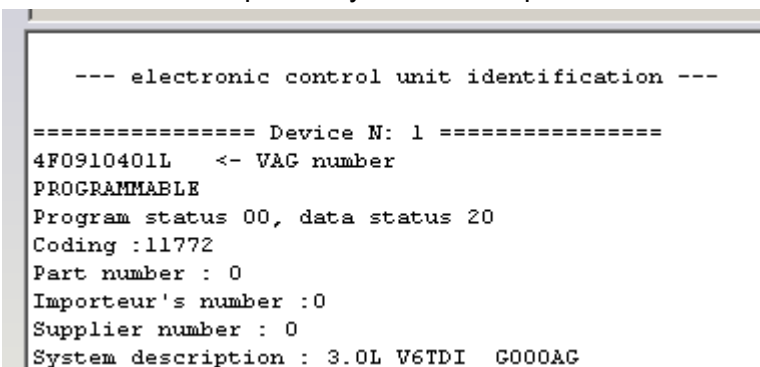 --- electronic control unit identification ---
================ Device N: 1 ================
4F0910401L <- VAG number
PROGRAMMABLE
Program status 00, data status 20
Coding :11772
Part number : 0
Importeur's number :0
Supplier number : 0
System description : 3.0L V6TDI G000AG